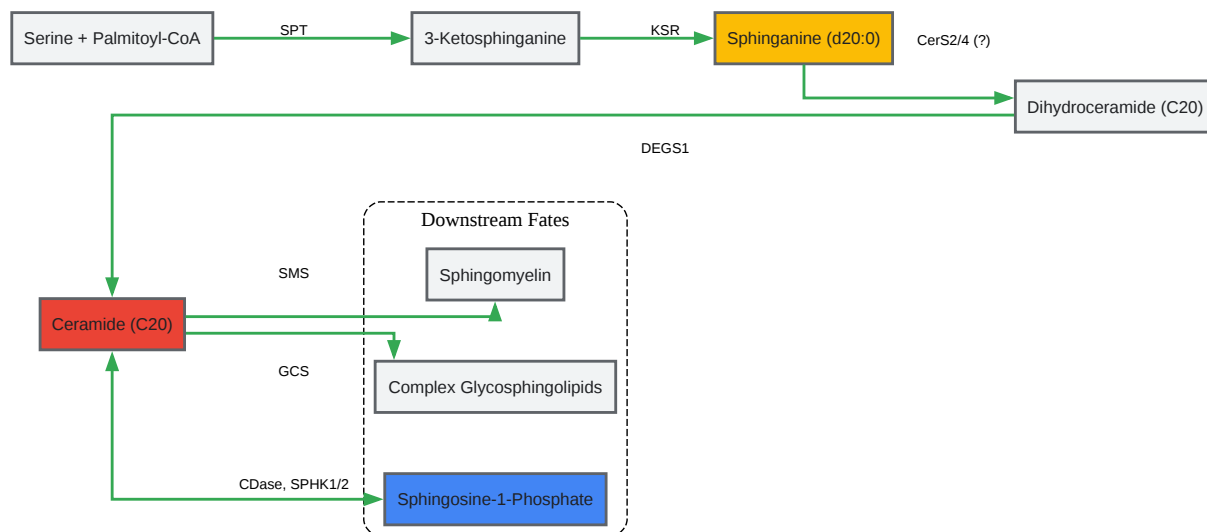 Serine + Palmitoyl-CoA
SPT
3-Ketosphinganine
KSR
Sphinganine (d20:0)
CerS2/4 (?)
Dihydroceramide (C20)
DEGS1
Downstream Fates
SMS
Sphingomyelin
Ceramide (C20)
GCS
Complex Glycosphingolipids
CDase, SPHK1/2
Sphingosine-1-Phosphate